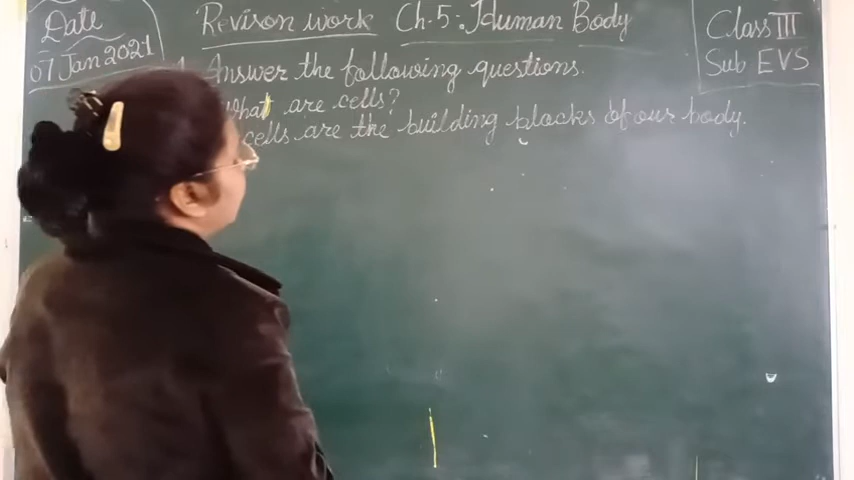 Date
07 Jan 2021
Revison work Ch-5: Human Body
Class III
Sub EVS
Answer the following questions.
What are cells?
cells are the building blocks of our body.